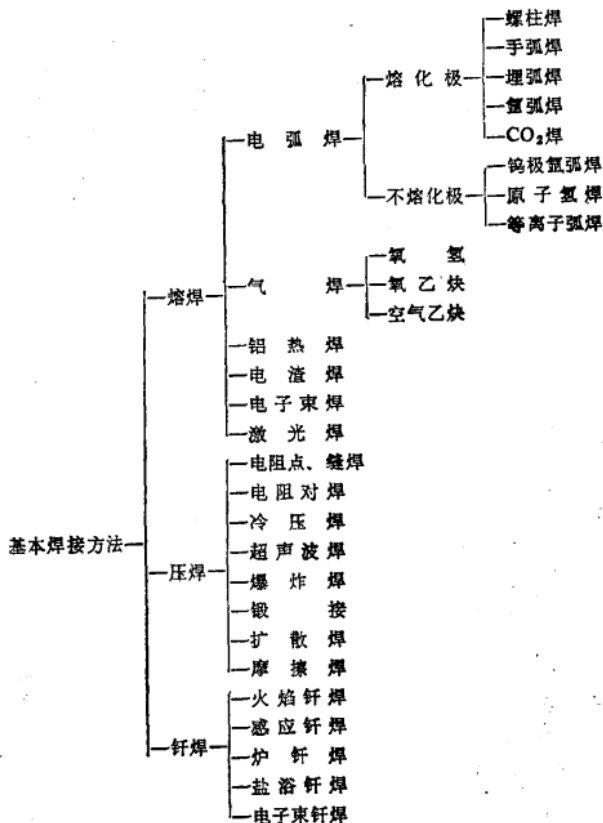 螺柱焊
手弧焊
熔化极
埋弧焊
氩弧焊
CO₂焊
电弧焊
钨极氩弧焊
不熔化极
原子氢焊
等离子弧焊
氧氢
熔焊
气焊
氧乙炔
空气乙炔
铝热焊
电渣焊
电子束焊
激光焊
电阻点、缝焊
电阻对焊
冷压焊
基本焊接方法
超声波焊
压焊
爆炸焊
锻接
扩散焊
摩擦焊
火焰钎焊
感应钎焊
钎焊
炉钎焊
盐浴钎焊
电子束钎焊